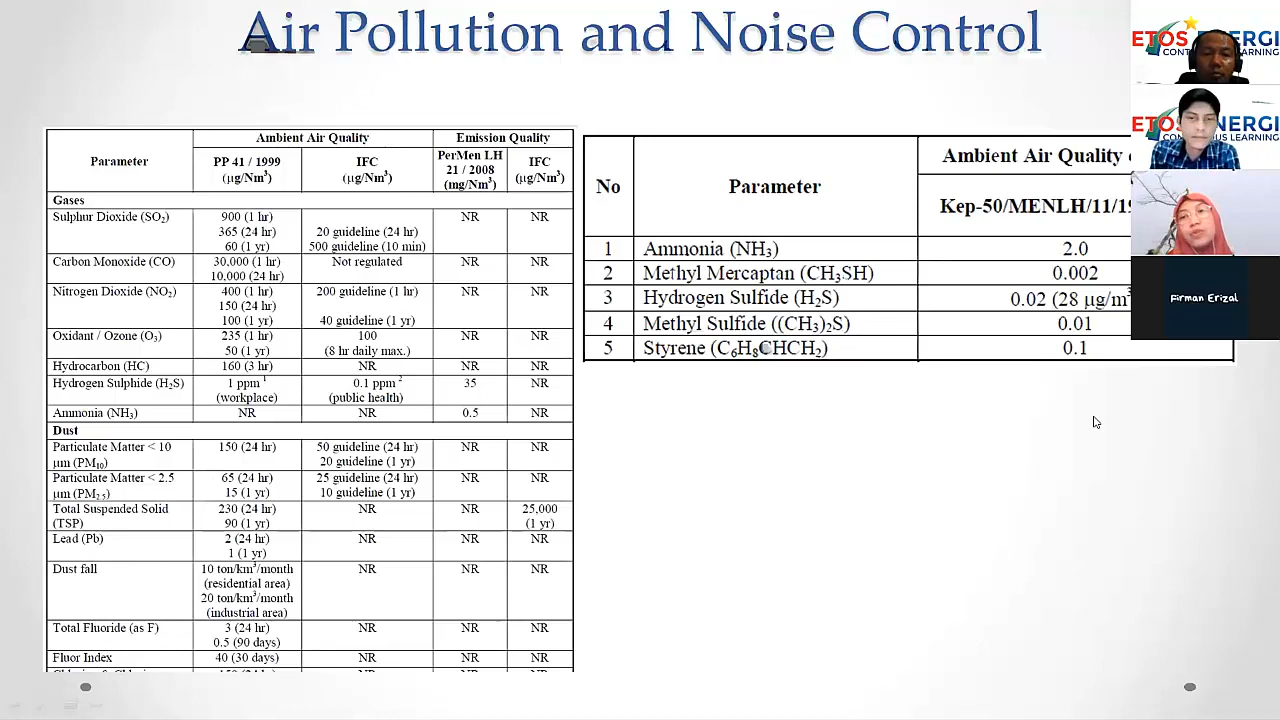 Air Pollution and Noise Control
Parameter
Ambient Air Quality
Emission Quality
PP 41 / 1999
(µg/Nm³)
IFC
(µg/Nm³)
PerMen LH
21 / 2008
(mg/Nm³)
IFC
(µg/Nm³)
Gases
Sulphur Dioxide (SO₂)
900 (1 hr)
365 (24 hr)
60 (1 yr)
20 guideline (24 hr)
500 guideline (10 min)
NR
NR
Carbon Monoxide (CO)
30,000 (1 hr)
10,000 (24 hr)
Not regulated
NR
NR
Nitrogen Dioxide (NO₂)
400 (1 hr)
150 (24 hr)
100 (1 yr)
200 guideline (1 hr)
40 guideline (1 yr)
NR
NR
Oxidant / Ozone (O₃)
235 (1 hr)
50 (1 yr)
100
(8 hr daily max.)
NR
NR
Hydrocarbon (HC)
160 (3 hr)
NR
NR
NR
Hydrogen Sulphide (H₂S)
1 ppm ¹
(workplace)
0.1 ppm ²
(public health)
35
NR
Ammonia (NH₃)
NR
NR
0.5
NR
Dust
Particulate Matter < 10
µm (PM₁₀)
150 (24 hr)
50 guideline (24 hr)
20 guideline (1 yr)
NR
NR
Particulate Matter < 2.5
µm (PM₂.₅)
65 (24 hr)
15 (1 yr)
25 guideline (24 hr)
10 guideline (1 yr)
NR
NR
Total Suspended Solid
(TSP)
230 (24 hr)
90 (1 yr)
NR
NR
25,000
(1 yr)
Lead (Pb)
2 (24 hr)
1 (1 yr)
NR
NR
NR
Dust fall
10 ton/km³/month
(residential area)
20 ton/km³/month
(industrial area)
NR
NR
NR
Total Fluoride (as F)
3 (24 hr)
0.5 (90 days)
NR
NR
NR
Fluor Index
40 (30 days)
NR
NR
NR
No
Parameter
Ambient Air Quality
Kep-50/MENLH/11/19
1 Ammonia (NH₃) 2.0
2 Methyl Mercaptan (CH₃SH) 0.002
3 Hydrogen Sulfide (H₂S) 0.02 (28 µg/m³
4 Methyl Sulfide ((CH₃)₂S) 0.01
5 Styrene (C₆H₈CHCH₂) 0.1
Firman Erizal